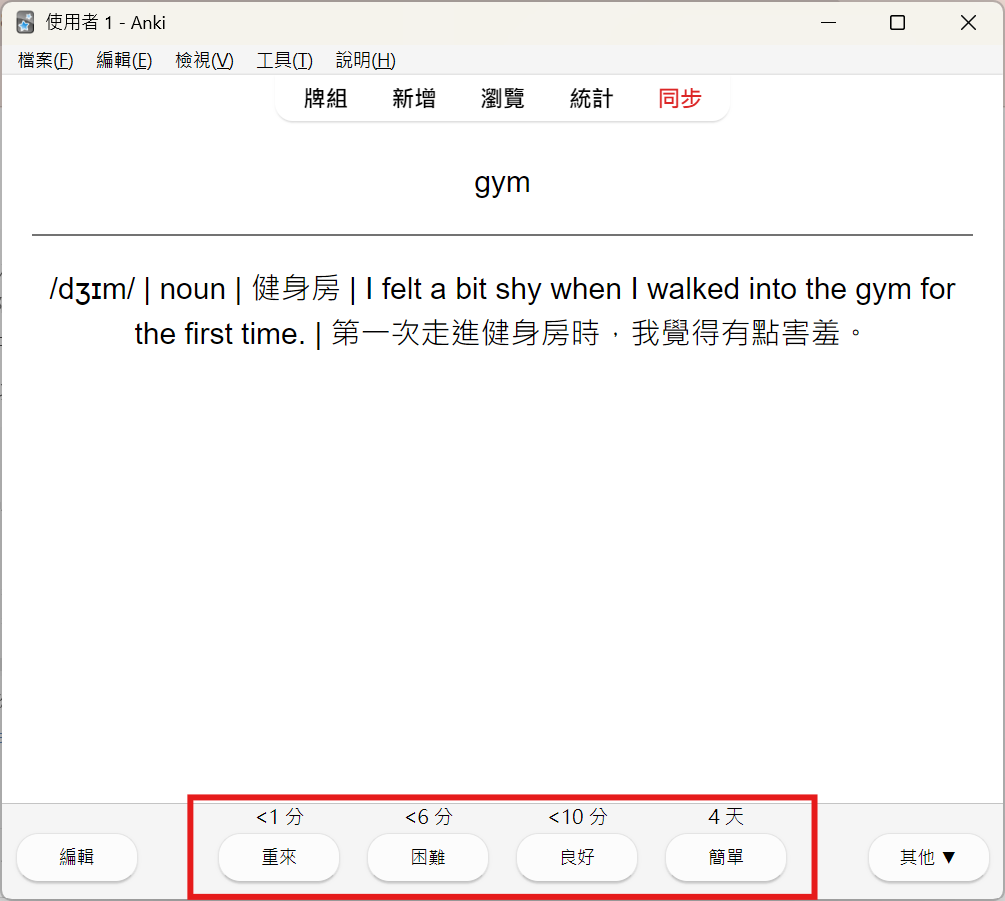 使用者 1 - Anki
檔案(F) 編輯(E) 檢視(V) 工具(T) 說明(H)
牌組 新增 瀏覽 統計 同步
gym
/dʒɪm/ | noun | 健身房 | I felt a bit shy when I walked into the gym for
the first time. | 第一次走進健身房時，我覺得有點害羞。
<1 分 <6 分 <10 分 4 天
編輯 重來 困難 良好 簡單 其他 ▼